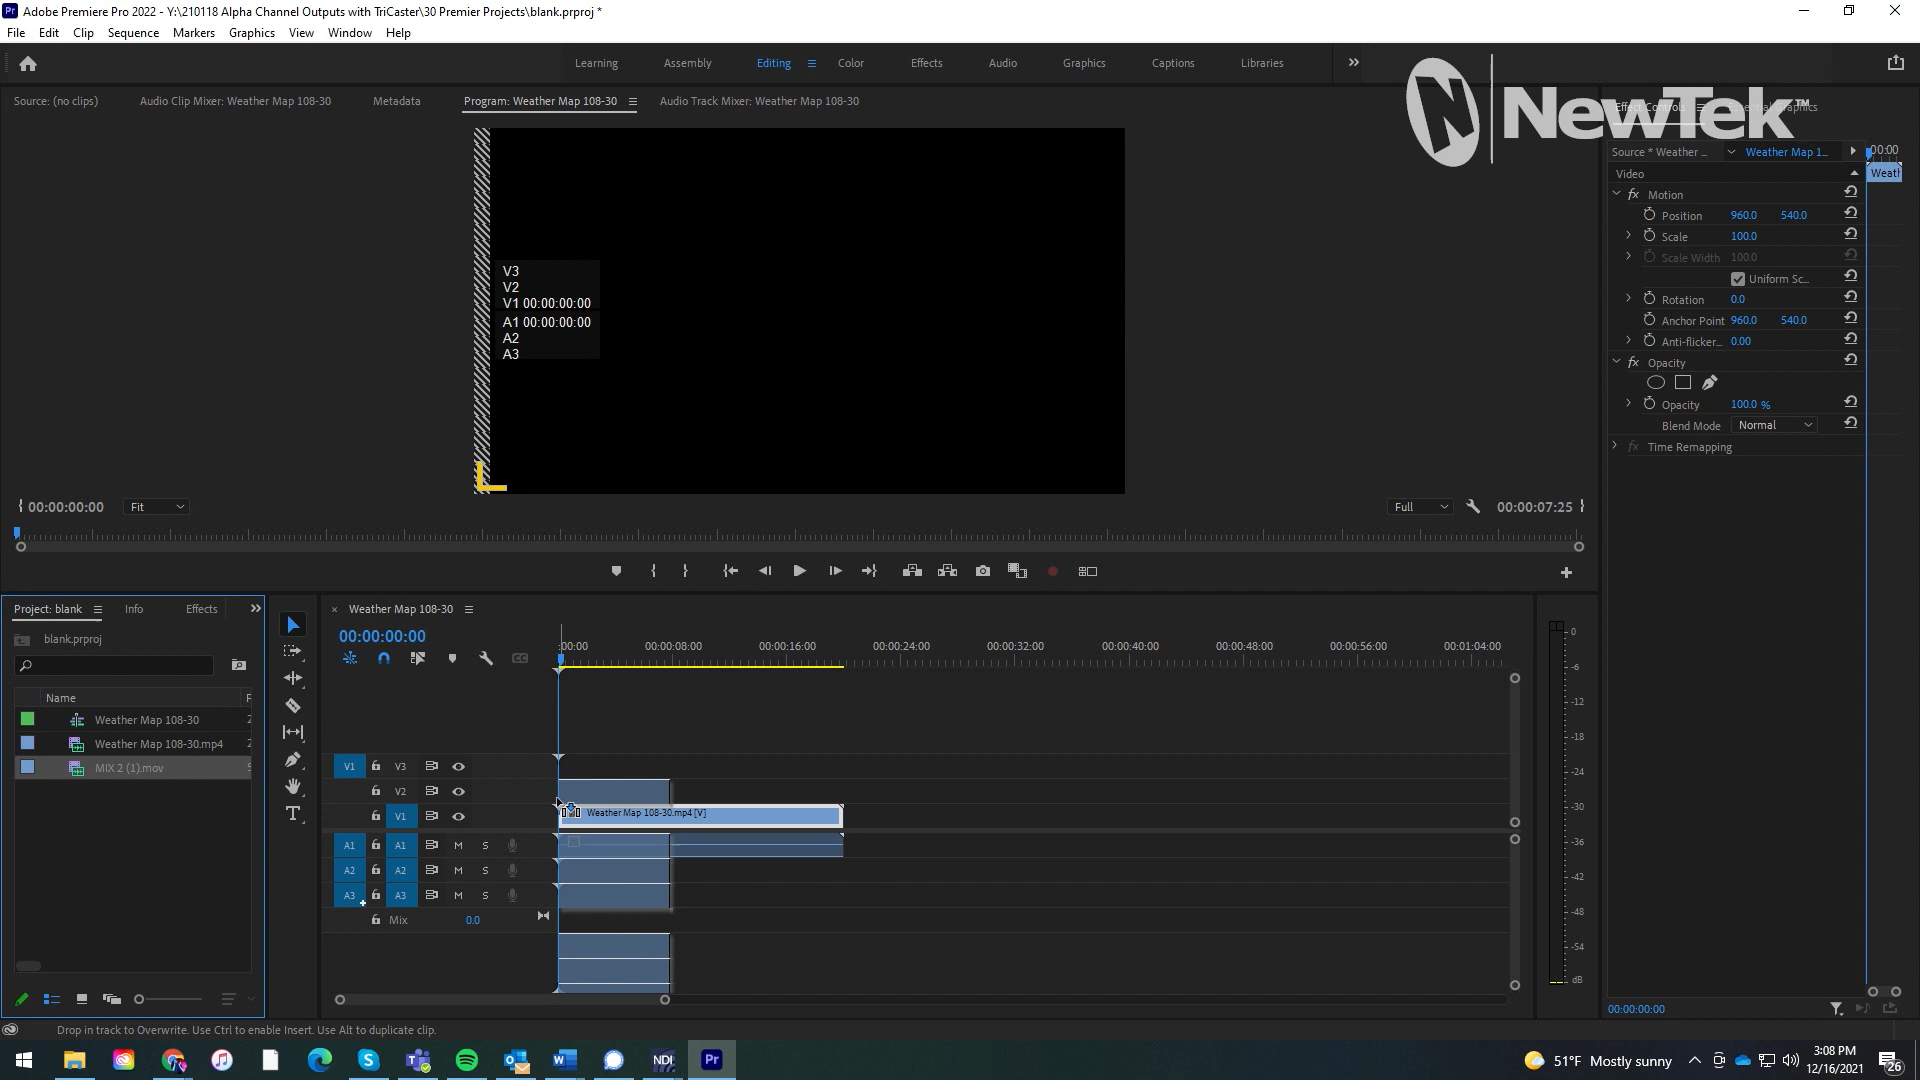 Adobe Premiere Pro 2022 - Y:\210118 Alpha Channel Outputs with TriCaster\30 Premier Projects\blank.prproj *
File Edit Clip Sequence Markers Graphics View Window Help
Learning Assembly Editing Color Effects Audio Graphics Captions Libraries
NewTek™
Source: (no clips) Audio Clip Mixer: Weather Map 108-30 Metadata Program: Weather Map 108-30 Audio Track Mixer: Weather Map 108-30
Effect Controls Essential Graphics
Source * Weather ... Weather Map 1... 00:00
Video Weath
Motion
Position 960.0 540.0
Scale 100.0
Scale Width 100.0
Uniform Sc...
Rotation 0.0
Anchor Point 960.0 540.0
Anti-flicker... 0.00
Opacity
Opacity 100.0 %
Blend Mode Normal
Time Remapping
V3
V2
V1 00:00:00:00
A1 00:00:00:00
A2
A3
00:00:00:00 Fit Full 00:00:07:25
Project: blank Info Effects
blank.prproj
Name
Weather Map 108-30
Weather Map 108-30.mp4
MIX 2 (1).mov
Weather Map 108-30
00:00:00:00
:00:00 00:00:08:00 00:00:16:00 00:00:24:00 00:00:32:00 00:00:40:00 00:00:48:00 00:00:56:00 00:01:04:00
V1 V3
V2
V1 Weather Map 108-30.mp4 [V]
A1 A1 M S
A2 A2 M S
A3 A3 M S
Mix 0.0
0
-6
-12
-18
-24
-30
-36
-42
-48
-54
dB
00:00:00:00
Drop in track to Overwrite. Use Ctrl to enable Insert. Use Alt to duplicate clip.
NDI Pr
51°F Mostly sunny
3:08 PM
12/16/2021
26